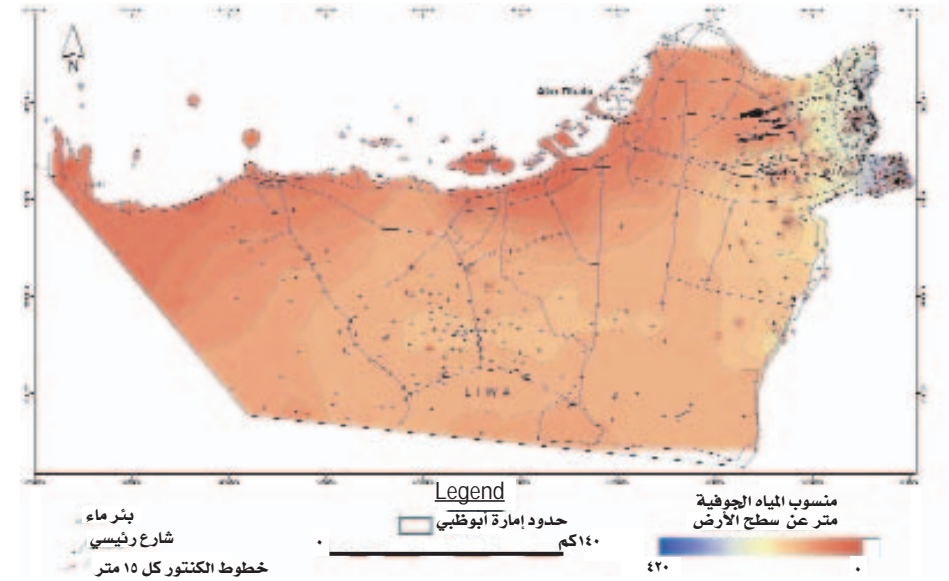 N
Abu Dhabi
LIWA
Legend
بئر ماء
شارع رئيسي
خطوط الكنتور كل ١٥ متر
حدود إمارة أبوظبي
٠
١٤٠كم
منسوب المياه الجوفية
متر عن سطح الأرض
٤٢٠
٠